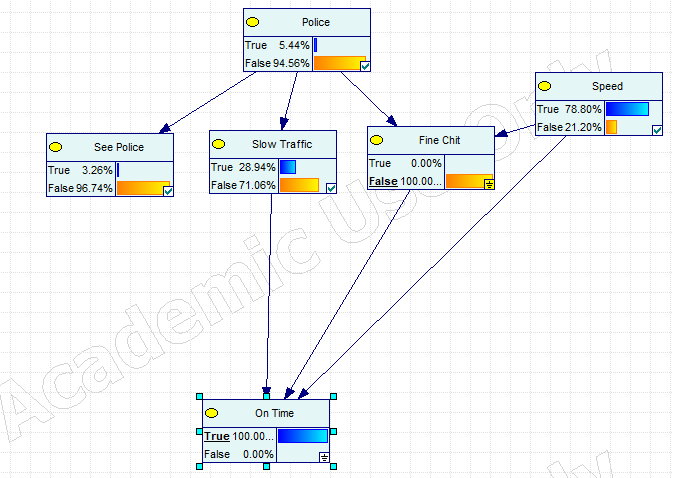 Police
True 5.44%
False 94.56%
Speed
True 78.80%
False 21.20%
See Police
True 3.26%
False 96.74%
Slow Traffic
True 28.94%
False 71.06%
Fine Chit
True 0.00%
False 100.00...
On Time
True 100.00...
False 0.00%
Academic Use Only